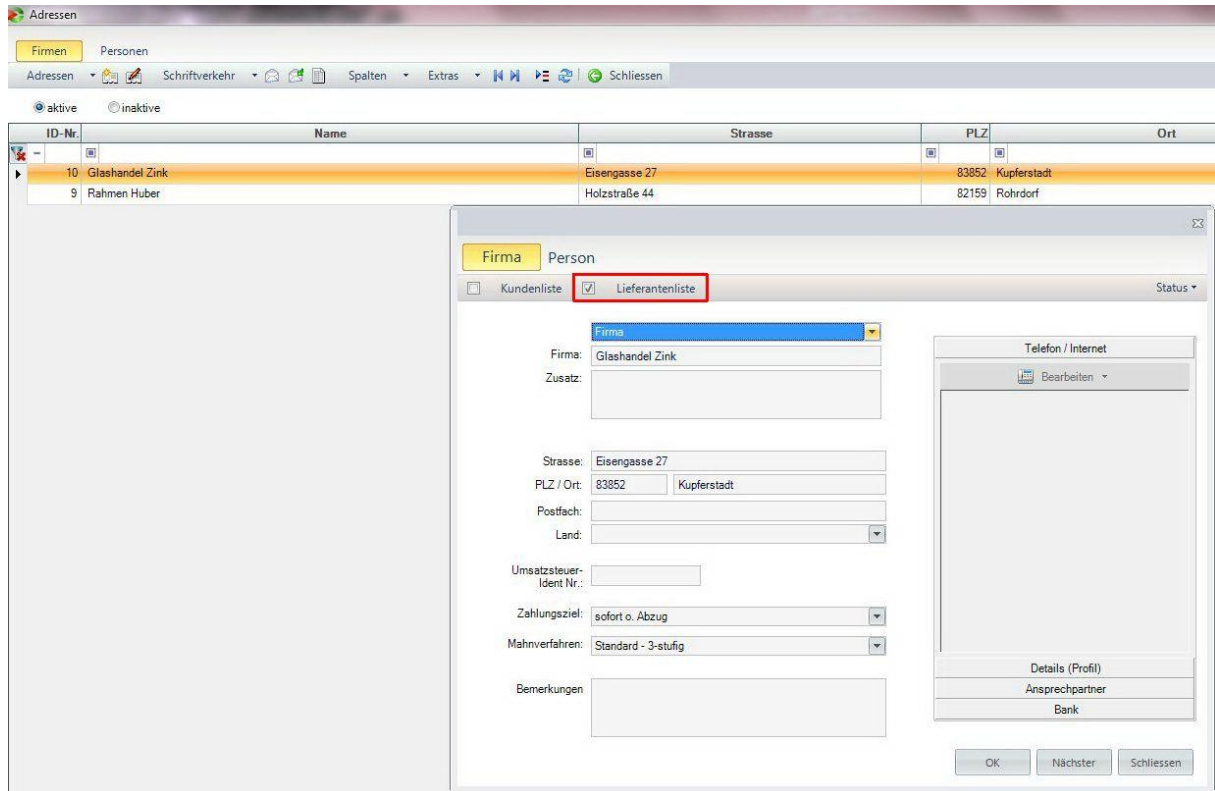 Adressen
Firmen Personen
Adressen Schriftverkehr Spalten Extras Schliessen
aktive inaktive
ID-Nr. Name Strasse PLZ Ort
10 Glashandel Zink Eisengasse 27 83852 Kupferstadt
9 Rahmen Huber Holzstraße 44 82159 Rohrdorf
Firma Person
Kundenliste Lieferantenliste Status
Firma
Telefon / Internet
Firma: Glashandel Zink
Zusatz: Bearbeiten
Strasse: Eisengasse 27
PLZ / Ort: 83852 Kupferstadt
Postfach:
Land:
Umsatzsteuer-
Ident Nr.:
Zahlungsziel: sofort o. Abzug
Mahnverfahren: Standard - 3-stufig
Details (Profil)
Bemerkungen Ansprechpartner
Bank
OK Nächster Schliessen